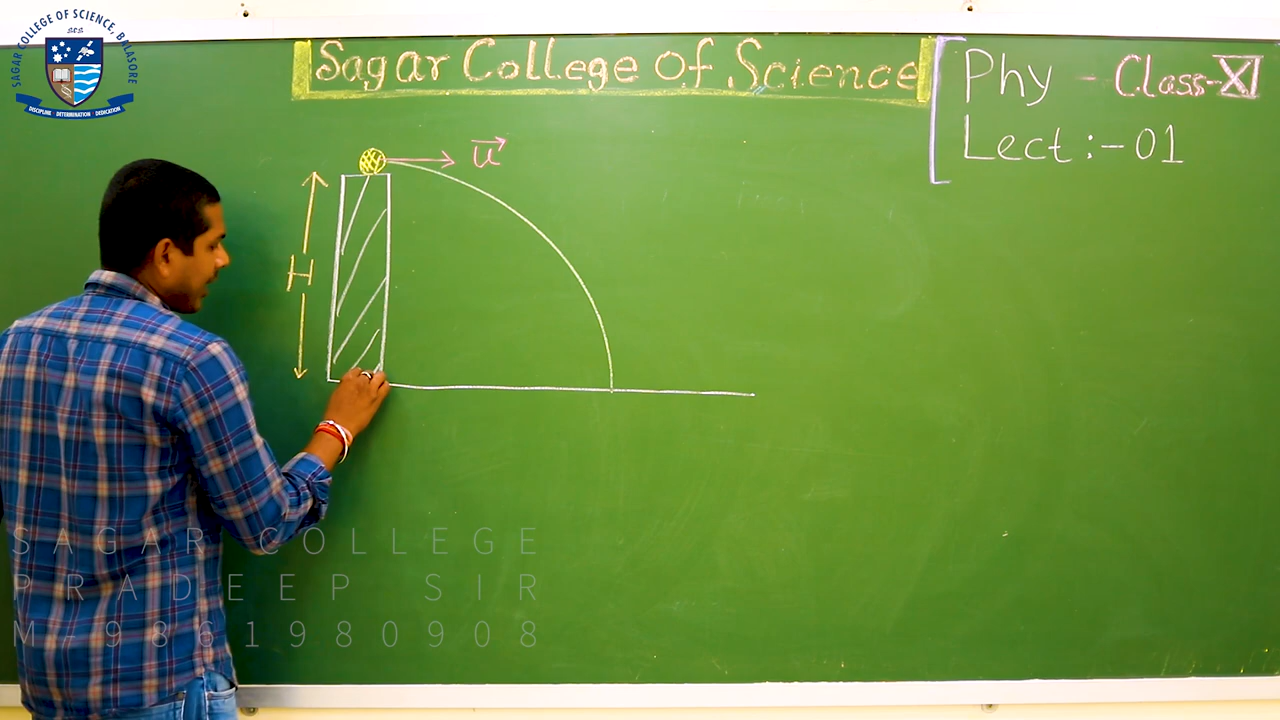 SAGAR COLLEGE OF SCIENCE, BALASORE
SCS
DISCIPLINE · DETERMINATION · DEDICATION
Sagar College Of Science
Phy - Class-XI
Lect :- 01
u
H
SAGAR COLLEGE
PRADEEP SIR
M-9861980908